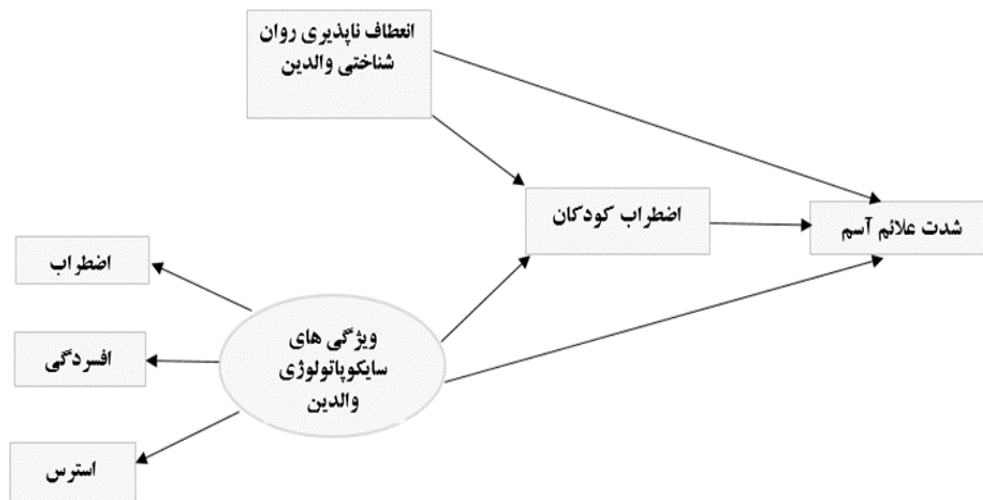 انعطاف ناپذیری روان
شناختی والدین
اضطراب کودکان
شدت علائم آسم
اضطراب
ویژگی های
سایکوپاتولوژی
والدین
افسردگی
استرس